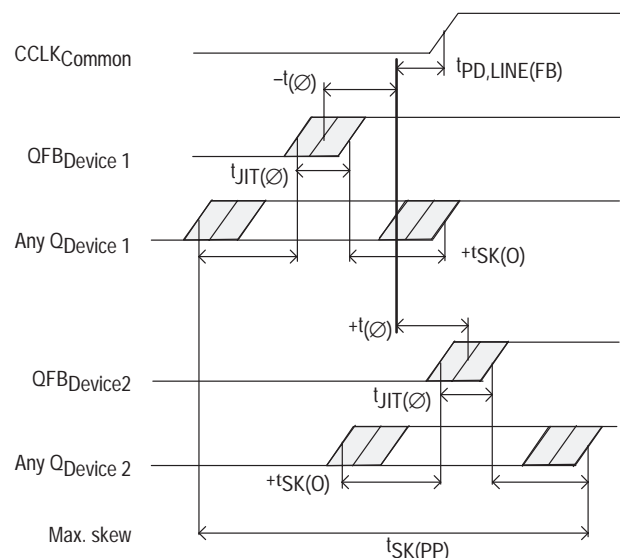 CCLKCommon
tPD,LINE(FB)
–t(∅)
QFBDevice 1
tJIT(∅)
Any QDevice 1
+tSK(O)
+t(∅)
QFBDevice2
tJIT(∅)
Any QDevice 2
+tSK(O)
Max. skew
tSK(PP)